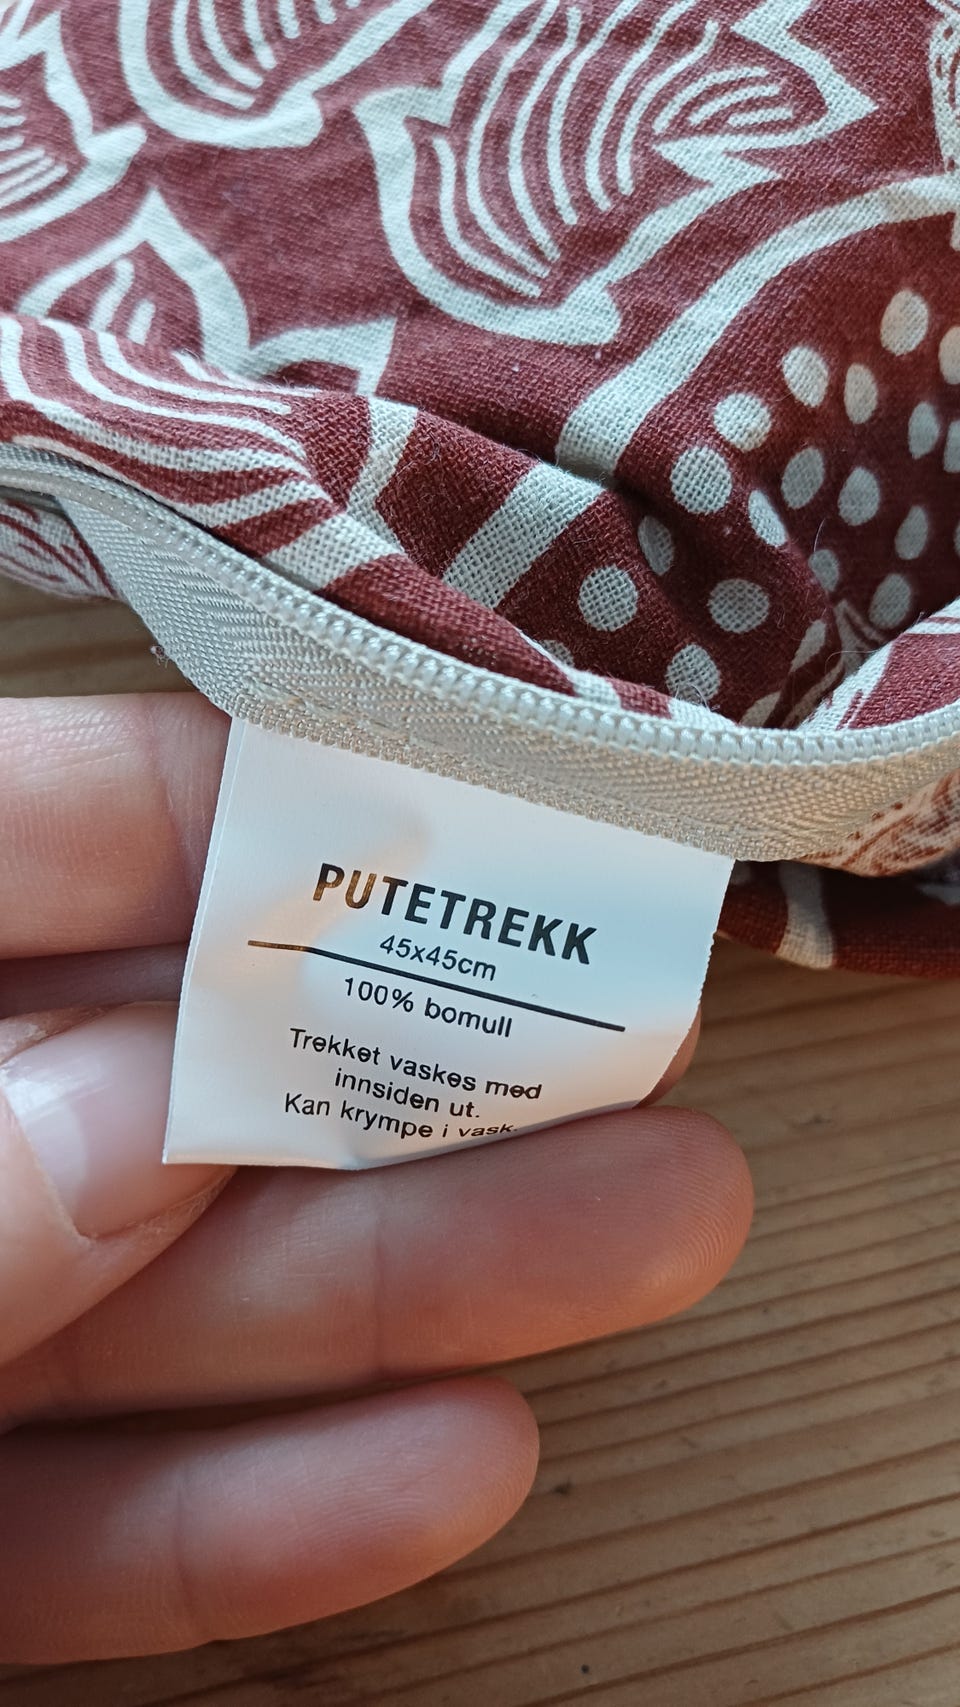 PUTETREKK
45x45cm
100% bomull
Trekket vaskes med
innsiden ut.
Kan krympe i vask.